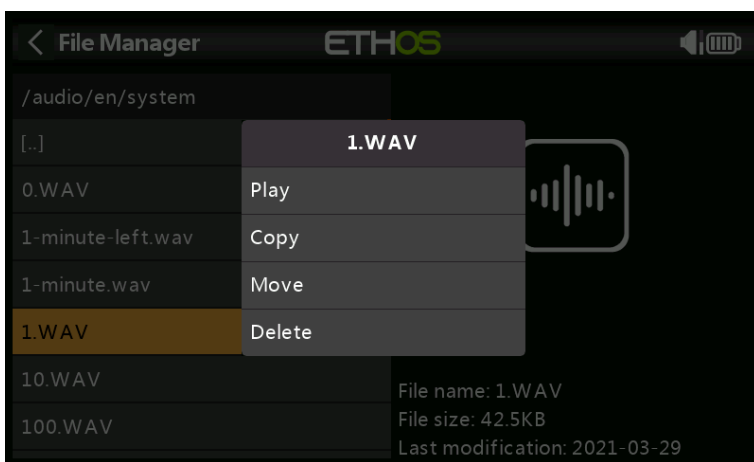 File Manager
ETHOS
/audio/en/system
[..]
0.WAV
1-minute-left.wav
1-minute.wav
1.WAV
10.WAV
100.WAV
1.WAV
Play
Copy
Move
Delete
File name: 1.WAV
File size: 42.5KB
Last modification: 2021-03-29